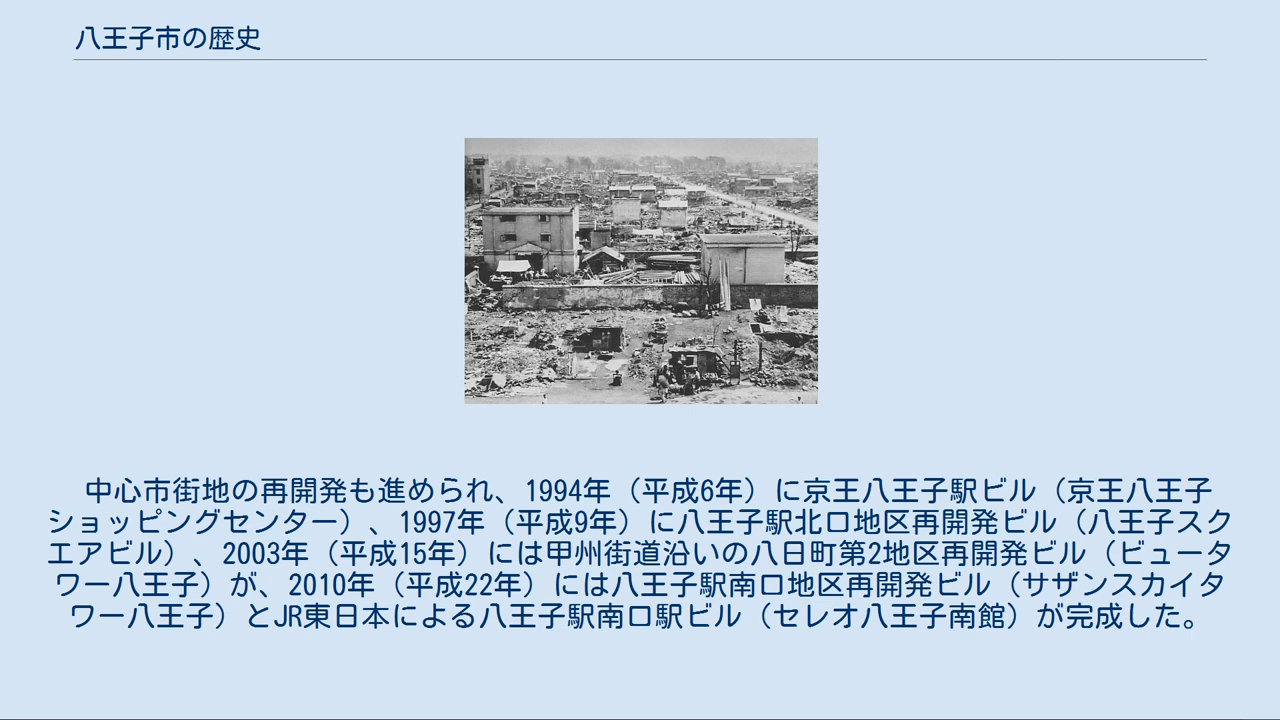 八王子市の歴史
中心市街地の再開発も進められ、1994年（平成6年）に京王八王子駅ビル（京王八王子
ショッピングセンター）、1997年（平成9年）に八王子駅北口地区再開発ビル（八王子スク
エアビル）、2003年（平成15年）には甲州街道沿いの八日町第2地区再開発ビル（ビュータ
ワー八王子）が、2010年（平成22年）には八王子駅南口地区再開発ビル（サザンスカイタ
ワー八王子）とJR東日本による八王子駅南口駅ビル（セレオ八王子南館）が完成した。